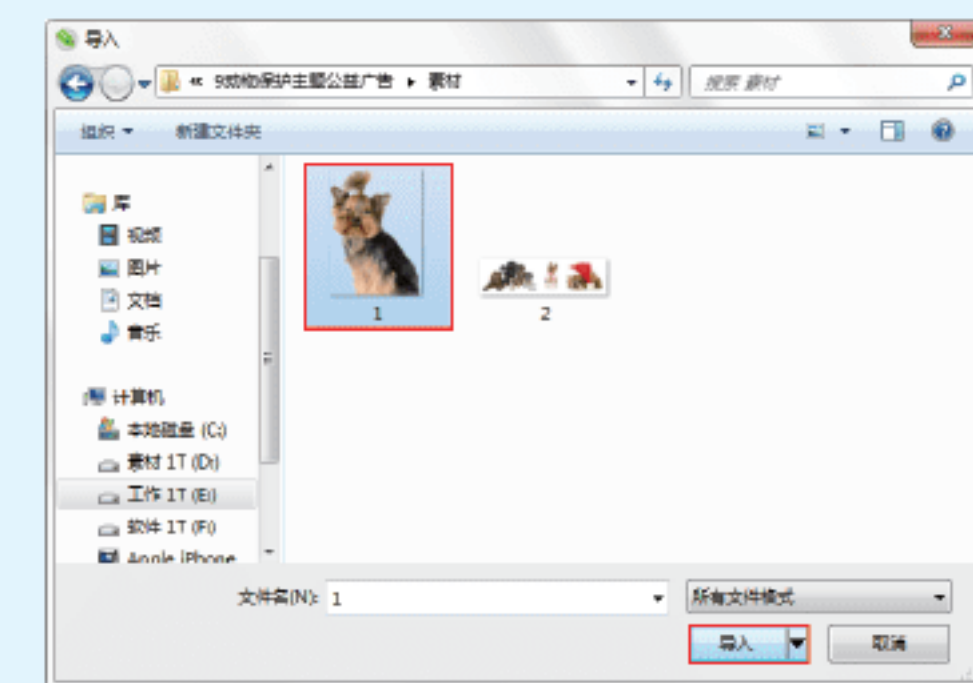 导入
« 9动物保护主题公益广告 ▸ 素材
搜索 素材
组织
新建文件夹
库
视频
图片
文档
音乐
计算机
本地磁盘 (C:)
素材 1T (D:)
工作 1T (E:)
软件 1T (F:)
Apple iPhone
1
2
文件名(N): 1
所有文件格式
导入
取消